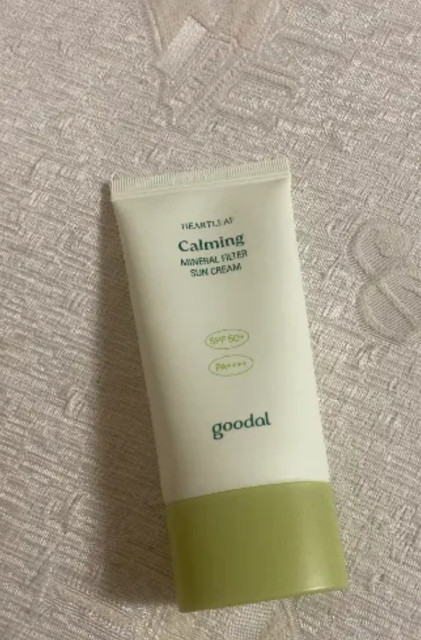 HEARTLEAF
Calming
MINERAL FILTER
SUN CREAM
SPF 50+
PA++++
goodal